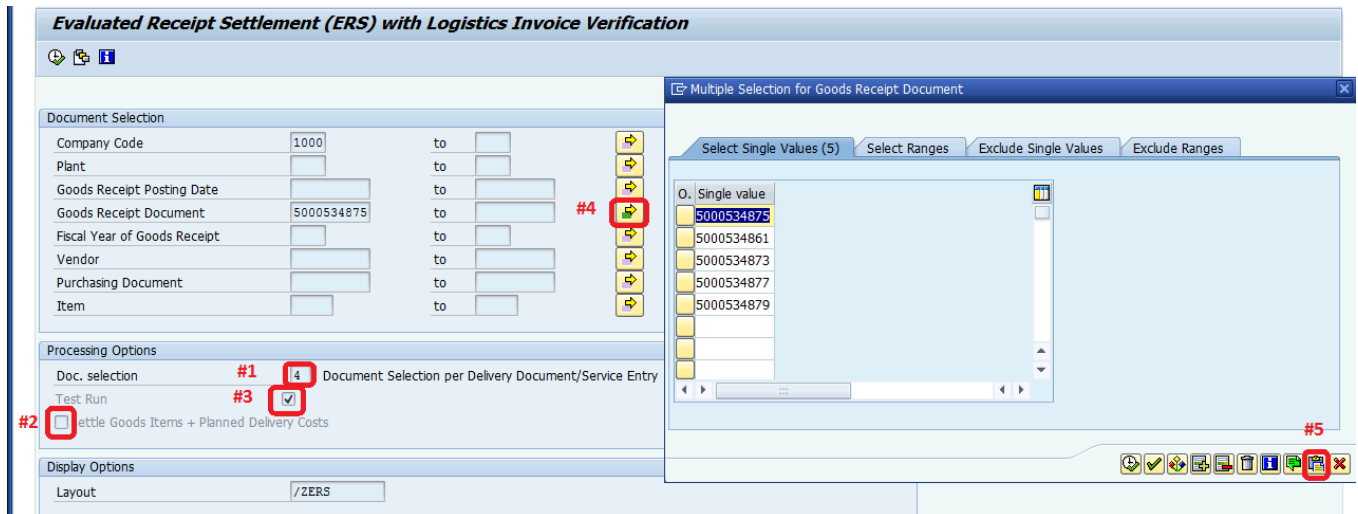 Evaluated Receipt Settlement (ERS) with Logistics Invoice Verification
Multiple Selection for Goods Receipt Document
Document Selection
Company Code 1000 to
Plant to
Goods Receipt Posting Date to
Goods Receipt Document 5000534875 to #4
Fiscal Year of Goods Receipt to
Vendor to
Purchasing Document to
Item to
Select Single Values (5) Select Ranges Exclude Single Values Exclude Ranges
O. Single value
5000534875
5000534861
5000534873
5000534877
5000534879
Processing Options
Doc. selection #1 4 Document Selection per Delivery Document/Service Entry
Test Run #3
#2 ettle Goods Items + Planned Delivery Costs
#5
Display Options
Layout /ZERS